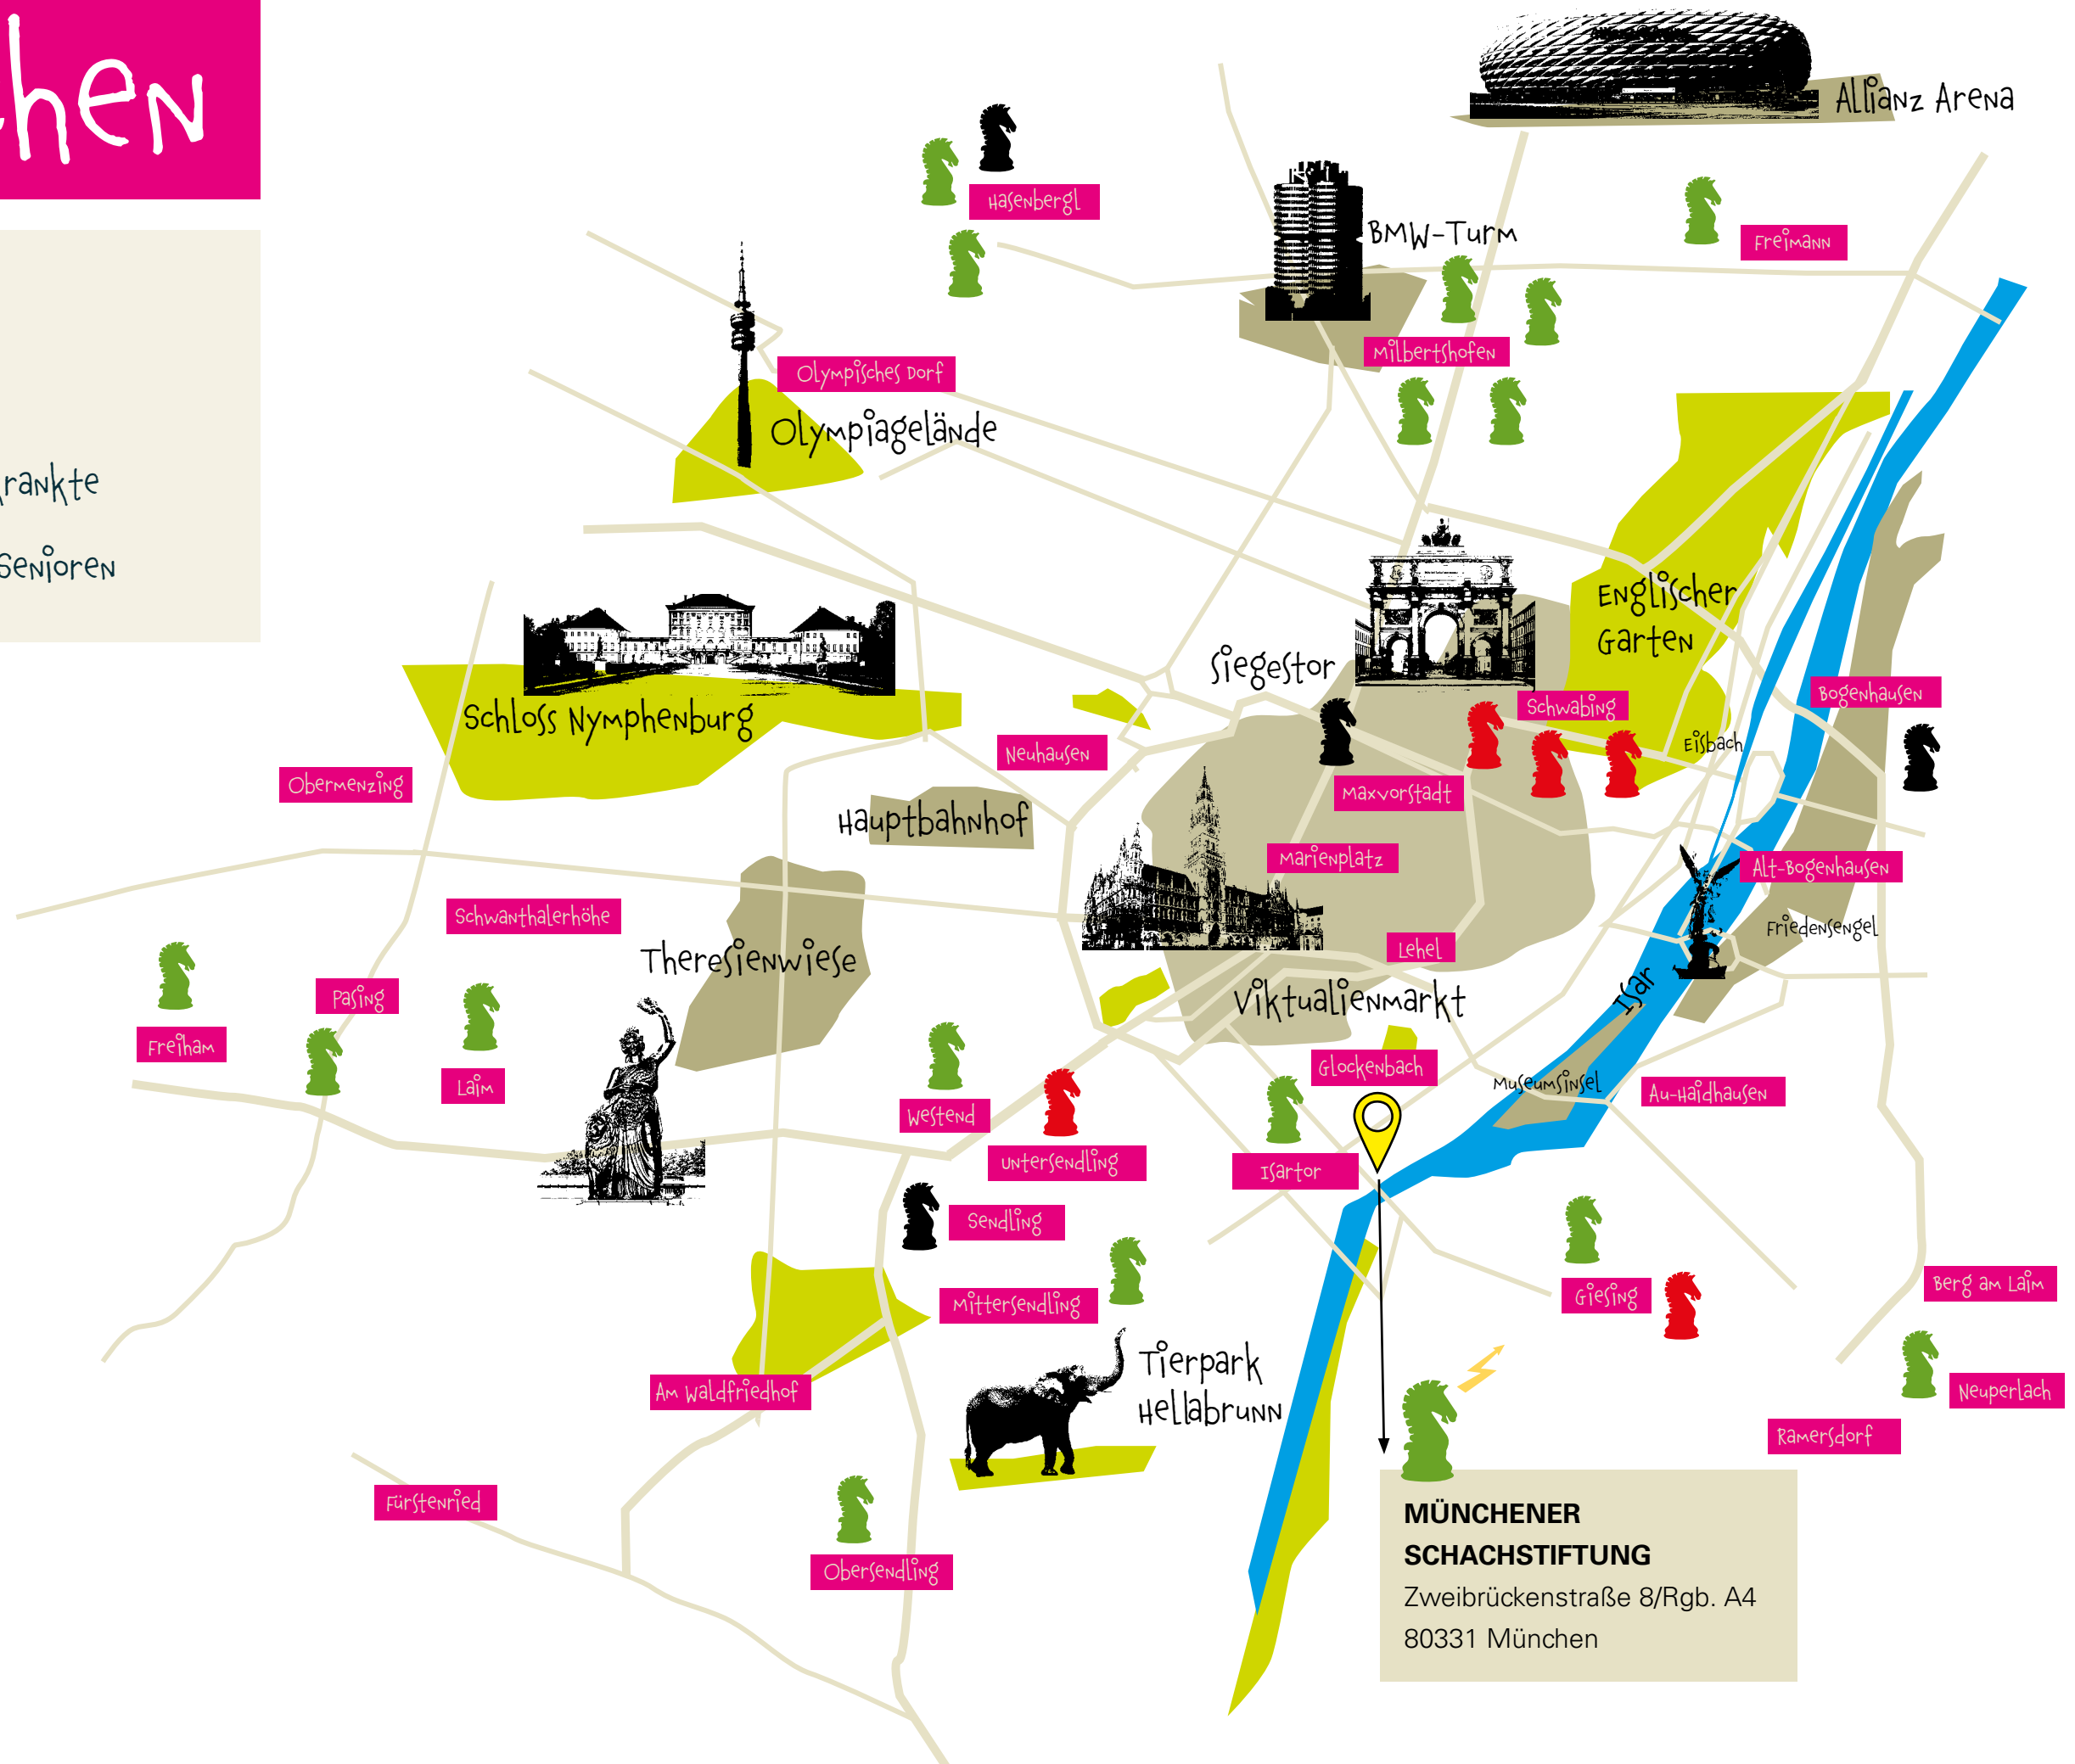 hen
Allianz Arena
Hasenbergl
BMW-Turm
Freimann
Milbertshofen
Olympisches Dorf
Olympiagelände
rankte
Senioren
Englischer
Garten
Siegestor
Schloss Nymphenburg
Schwabing
Bogenhausen
Eisbach
Neuhausen
Obermenzing
Maxvorstadt
Hauptbahnhof
Marienplatz
Alt-Bogenhausen
Schwanthalerhöhe
Friedensengel
Lehel
Theresienwiese
Isar
Pasing
Viktualienmarkt
Freiham
Glockenbach
Laim
Museumsinsel
Au-Haidhausen
Westend
Untersendling
Isartor
Sendling
Berg am Laim
Giesing
Mittersendling
Tierpark
Hellabrunn
Am Waldfriedhof
Neuperlach
Ramersdorf
Fürstenried
Obersendling
MÜNCHENER
SCHACHSTIFTUNG
Zweibrückenstraße 8/Rgb. A4
80331 München